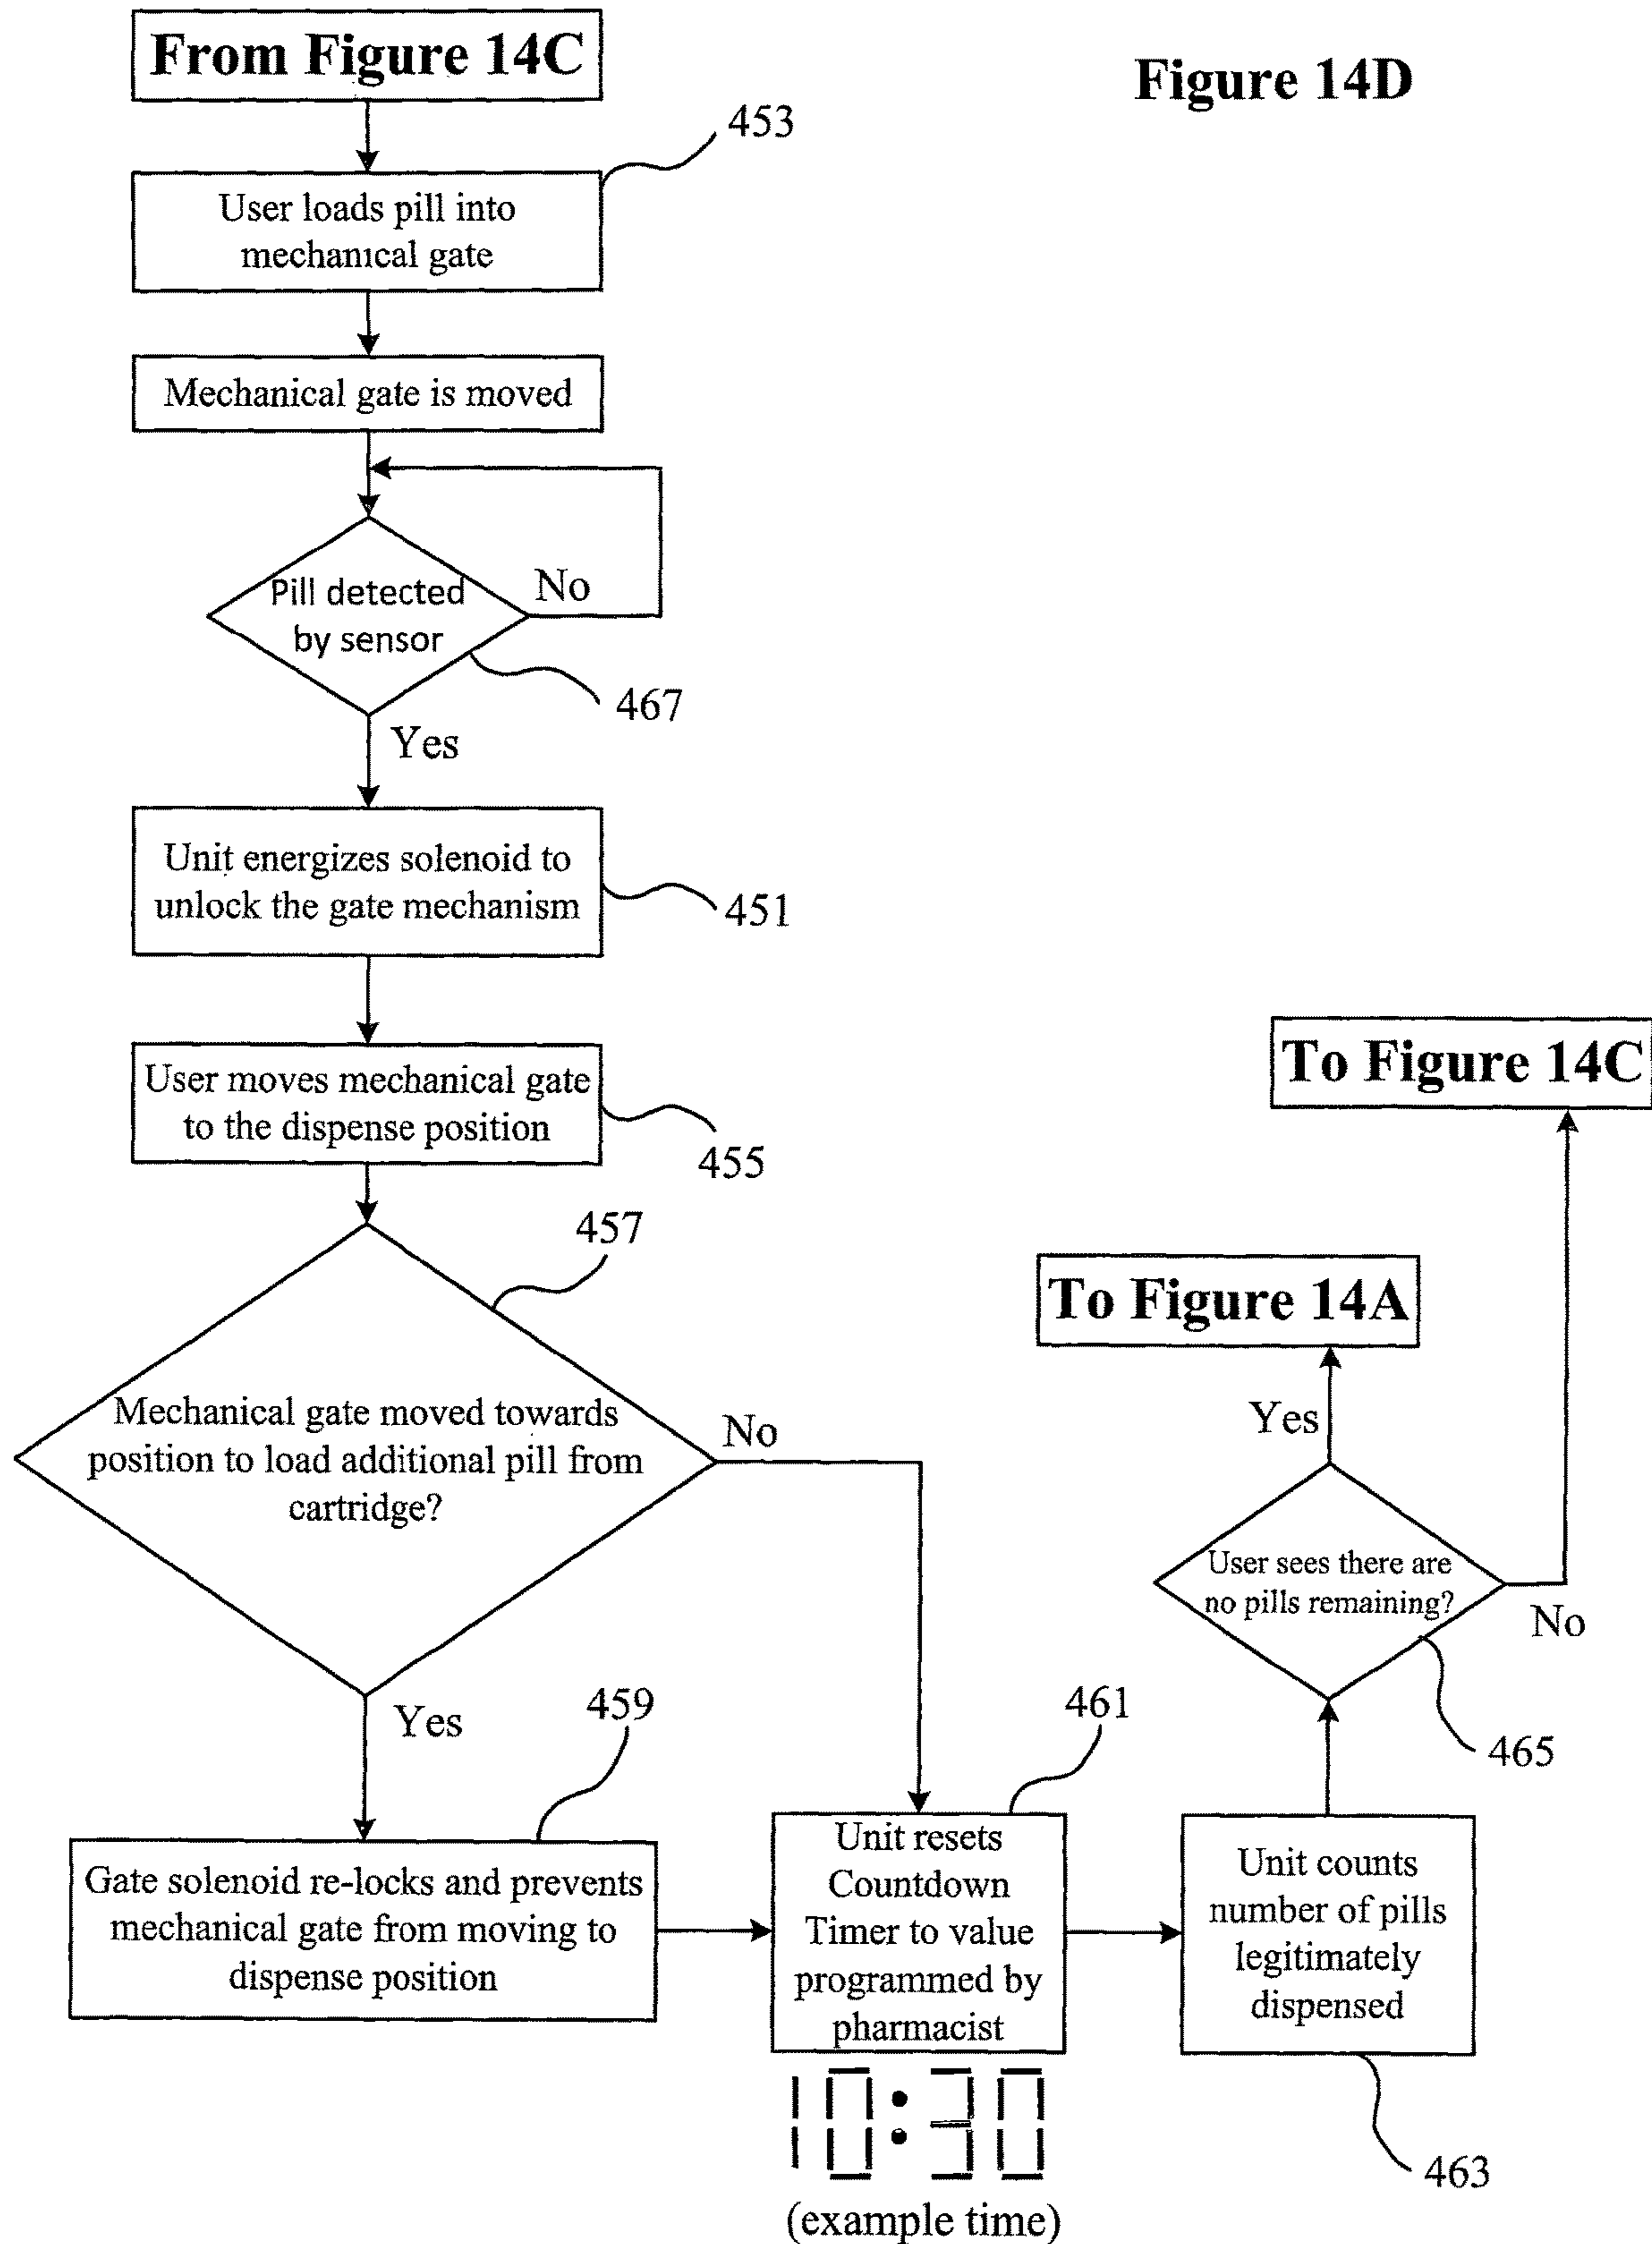 From Figure 14C
Figure 14D
453
User loads pill into
mechanical gate
Mechanical gate is moved
Pill detected
by sensor
No
467
Yes
Unit energizes solenoid to
unlock the gate mechanism
451
User moves mechanical gate
to the dispense position
455
457
Mechanical gate moved towards
position to load additional pill from
cartridge?
No
Yes
459
Gate solenoid re-locks and prevents
mechanical gate from moving to
dispense position
461
Unit resets
Countdown
Timer to value
programmed by
pharmacist
10:30
(example time)
Unit counts
number of pills
legitimately
dispensed
463
User sees there are
no pills remaining?
465
Yes
To Figure 14A
No
To Figure 14C